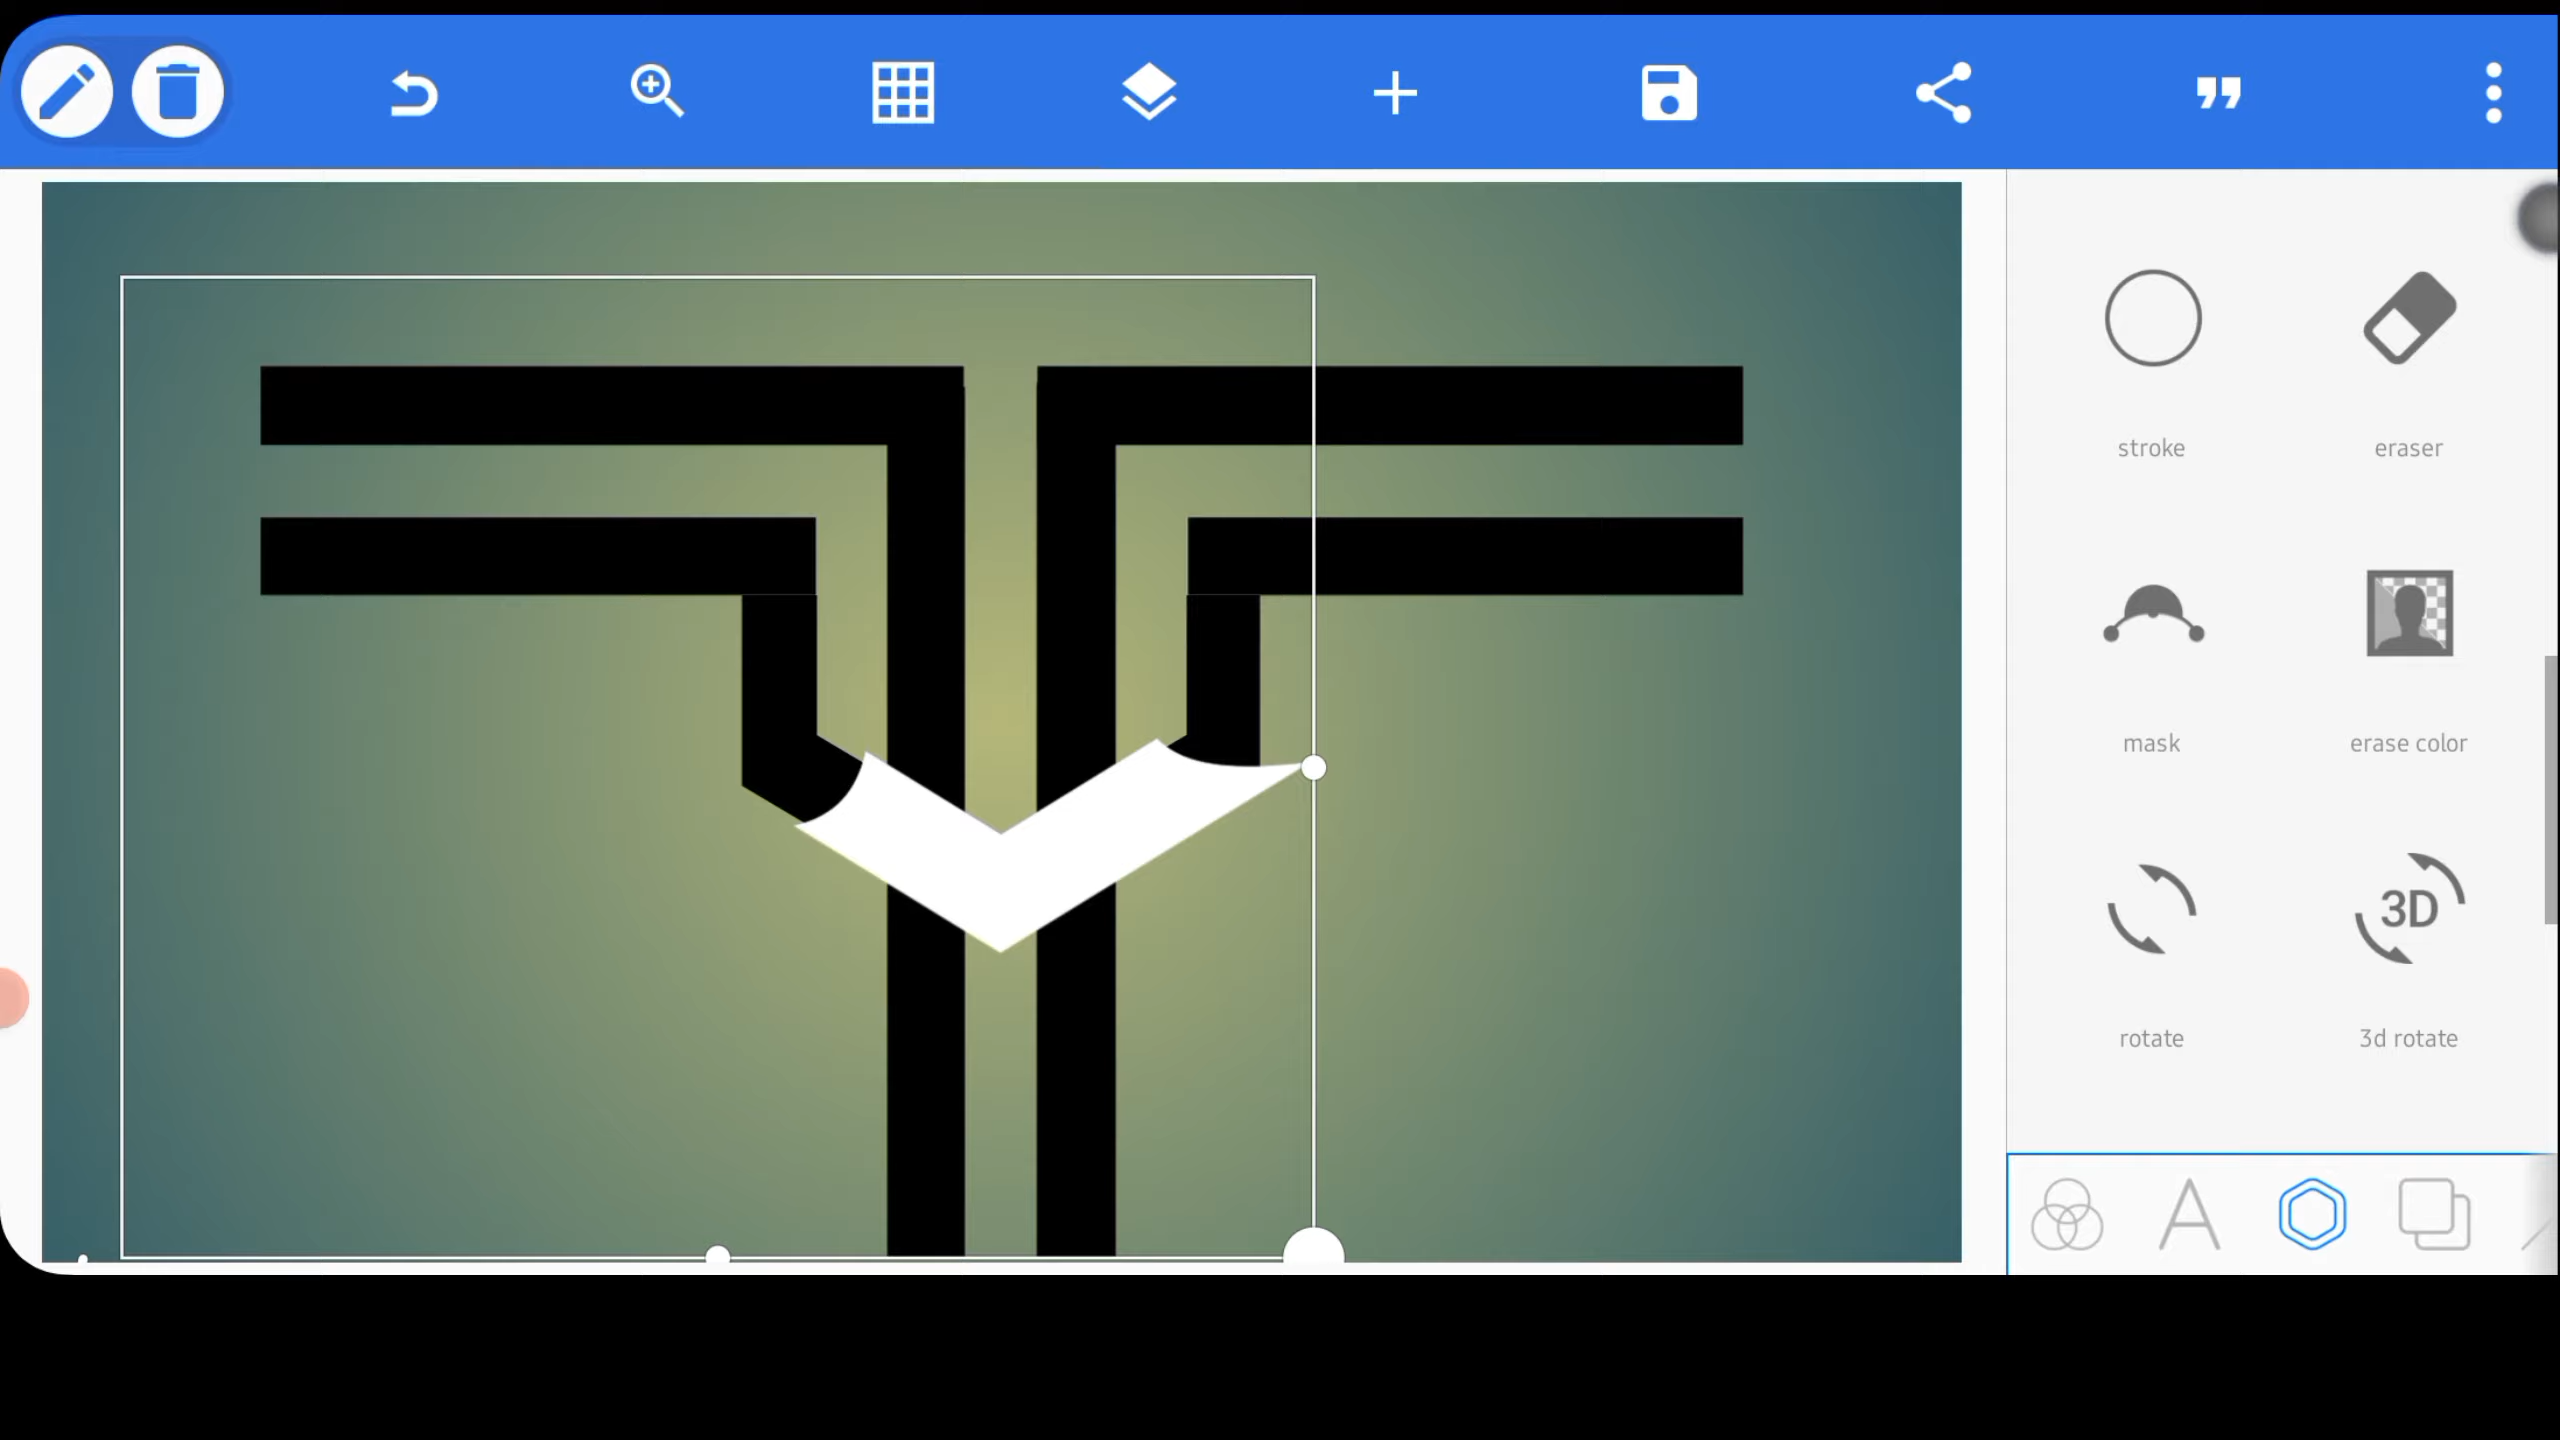 stroke
eraser
mask
erase color
3D
rotate
3d rotate
A